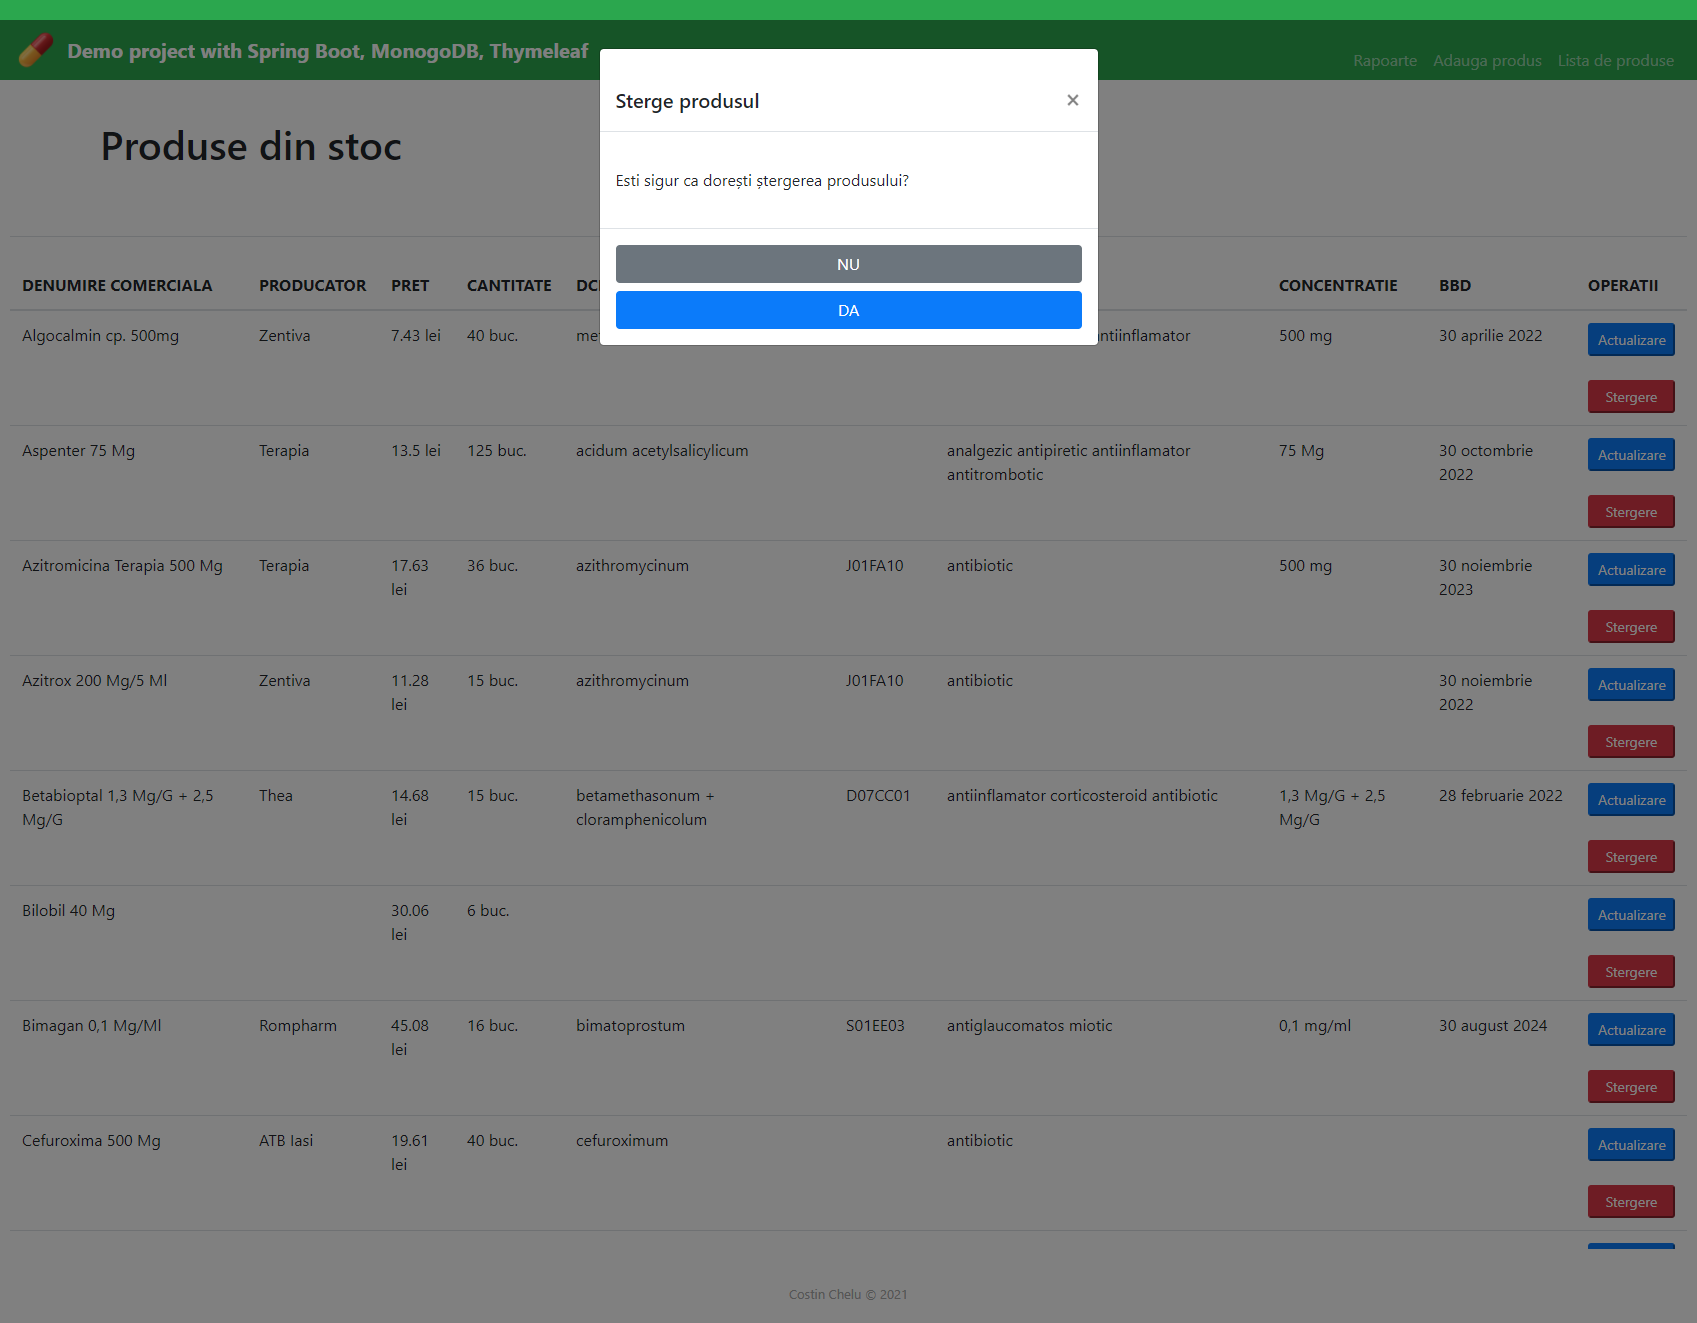 Demo project with Spring Boot, MonogoDB, Thymeleaf
Rapoarte Adauga produs Lista de produse
Sterge produsul ×
Esti sigur ca dorești ștergerea produsului?
NU
DA
Produse din stoc
DENUMIRE COMERCIALA PRODUCATOR PRET CANTITATE CONCENTRATIE BBD OPERATII
Algocalmin cp. 500mg Zentiva 7.43 lei 40 buc. 500 mg 30 aprilie 2022 Actualizare
Stergere
Aspenter 75 Mg Terapia 13.5 lei 125 buc. acidum acetylsalicylicum analgezic antipiretic antiinflamator 75 Mg 30 octombrie Actualizare
antitrombotic 2022
Stergere
Azitromicina Terapia 500 Mg Terapia 17.63 36 buc. azithromycinum J01FA10 antibiotic 500 mg 30 noiembrie Actualizare
lei 2023
Stergere
Azitrox 200 Mg/5 Ml Zentiva 11.28 15 buc. azithromycinum J01FA10 antibiotic 30 noiembrie Actualizare
lei 2022
Stergere
Betabioptal 1,3 Mg/G + 2,5 Thea 14.68 15 buc. betamethasonum + D07CC01 antiinflamator corticosteroid antibiotic 1,3 Mg/G + 2,5 28 februarie 2022 Actualizare
Mg/G lei cloramphenicolum Mg/G
Stergere
Bilobil 40 Mg 30.06 6 buc. Actualizare
lei
Stergere
Bimagan 0,1 Mg/Ml Rompharm 45.08 16 buc. bimatoprostum S01EE03 antiglaucomatos miotic 0,1 mg/ml 30 august 2024 Actualizare
lei
Stergere
Cefuroxima 500 Mg ATB Iasi 19.61 40 buc. cefuroximum antibiotic Actualizare
lei
Stergere
Costin Chelu © 2021